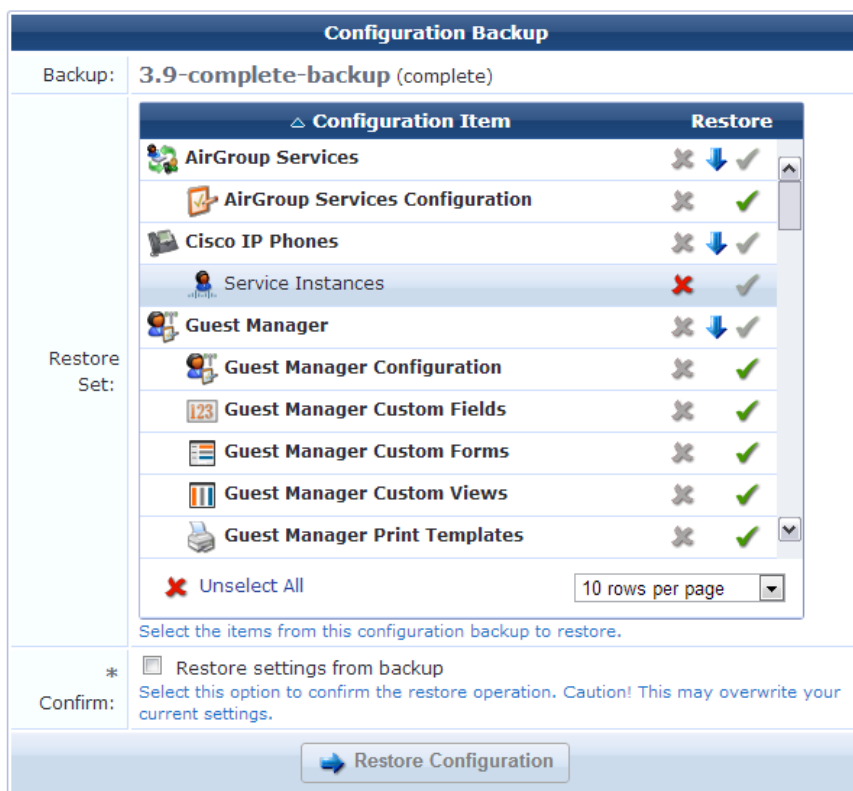 Configuration Backup
Backup: 3.9-complete-backup (complete)
Configuration Item Restore
AirGroup Services
AirGroup Services Configuration
Cisco IP Phones
Service Instances
Guest Manager
Restore Set:
Guest Manager Configuration
123 Guest Manager Custom Fields
Guest Manager Custom Forms
Guest Manager Custom Views
Guest Manager Print Templates
Unselect All 10 rows per page
Select the items from this configuration backup to restore.
* Confirm:
Restore settings from backup
Select this option to confirm the restore operation. Caution! This may overwrite your
current settings.
Restore Configuration